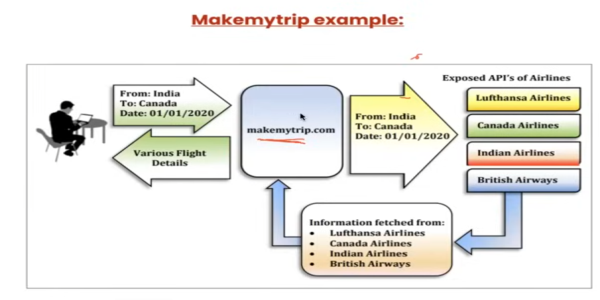 Makemytrip example:
From: India
To: Canada
Date: 01/01/2020
Various Flight
Details
makemytrip.com
From: India
To: Canada
Date: 01/01/2020
Exposed API's of Airlines
Lufthansa Airlines
Canada Airlines
Indian Airlines
British Airways
Information fetched from:
• Lufthansa Airlines
• Canada Airlines
• Indian Airlines
• British Airways